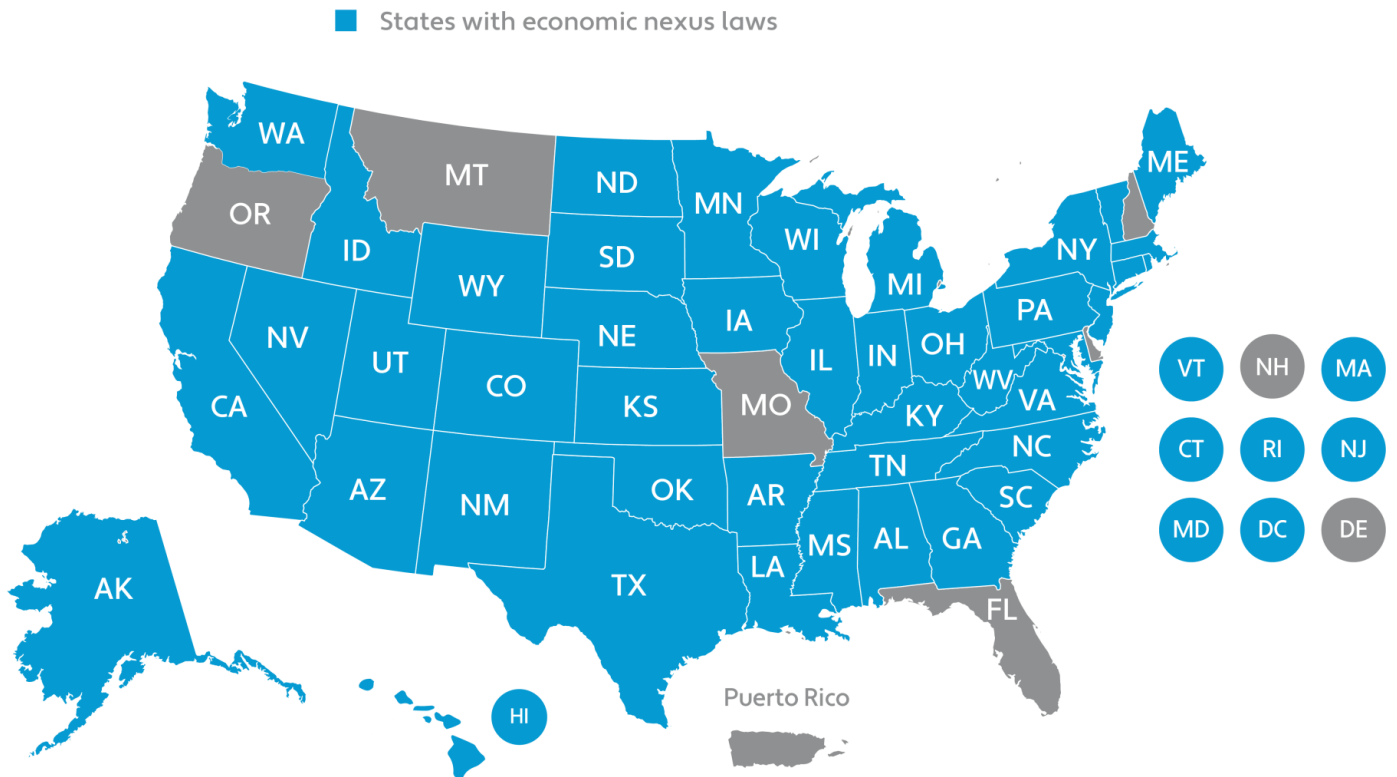 States with economic nexus laws
WA
MT
ME
OR
ND
MN
ID
WI
NY
SD
WY
MI
IA
PA
NE
NV
OH
UT
IL
IN
VT
NH
MA
CO
WV
CA
KS
MO
VA
KY
NC
CT
RI
NJ
TN
AZ
OK
AR
NM
SC
MS
AL
GA
MD
DC
DE
LA
AK
TX
FL
Puerto Rico
HI